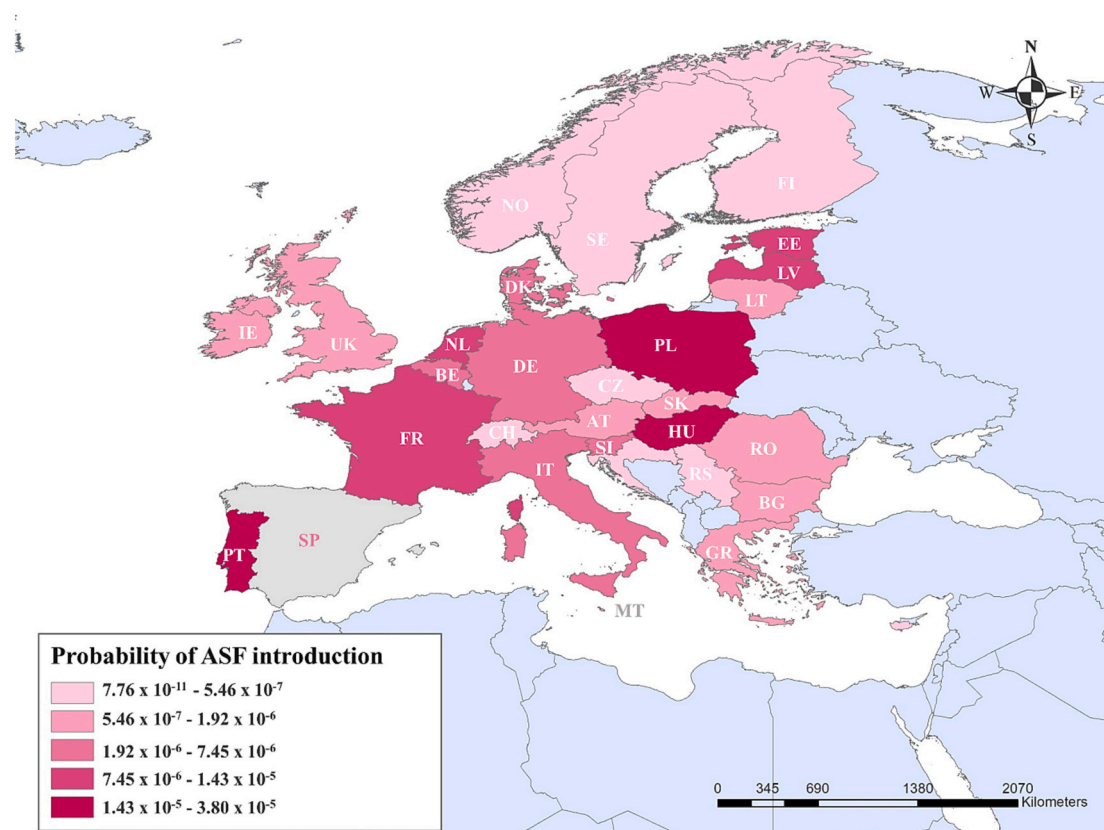 N
W E
S
FI
NO
SE
EE
LV
LT
DK
IE
UK
NL
BE
DE
PL
CZ
SK
AT
HU
CH
FR
SI
IT
RO
RS
BG
GR
SP
PT
MT
Probability of ASF introduction
7.76 x 10⁻¹¹ - 5.46 x 10⁻⁷
5.46 x 10⁻⁷ - 1.92 x 10⁻⁶
1.92 x 10⁻⁶ - 7.45 x 10⁻⁶
7.45 x 10⁻⁶ - 1.43 x 10⁻⁵
1.43 x 10⁻⁵ - 3.80 x 10⁻⁵
0 345 690 1380 2070
Kilometers